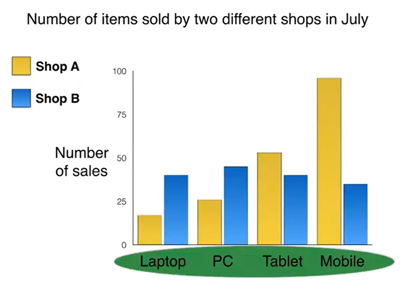 Number of items sold by two different shops in July
Shop A
Shop B
Number
of sales
100
75
50
25
0
Laptop PC Tablet Mobile